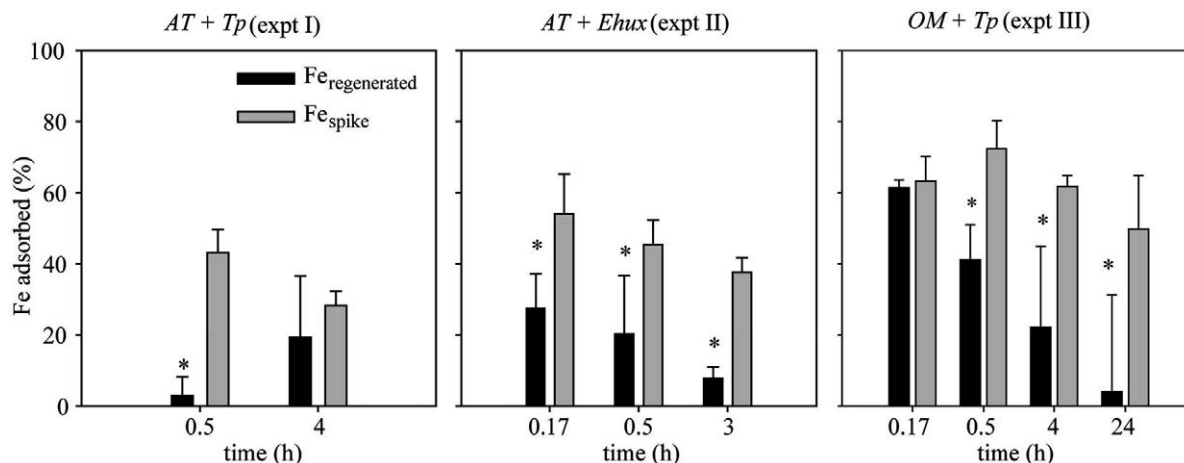 AT + Tp (expt I)
AT + Ehux (expt II)
OM + Tp (expt III)
100
80
60
40
20
0
Fe adsorbed (%)
Feregenerated
Fespike
*
0.5 4
time (h)
* * *
0.17 0.5 3
time (h)
* * *
0.17 0.5 4 24
time (h)